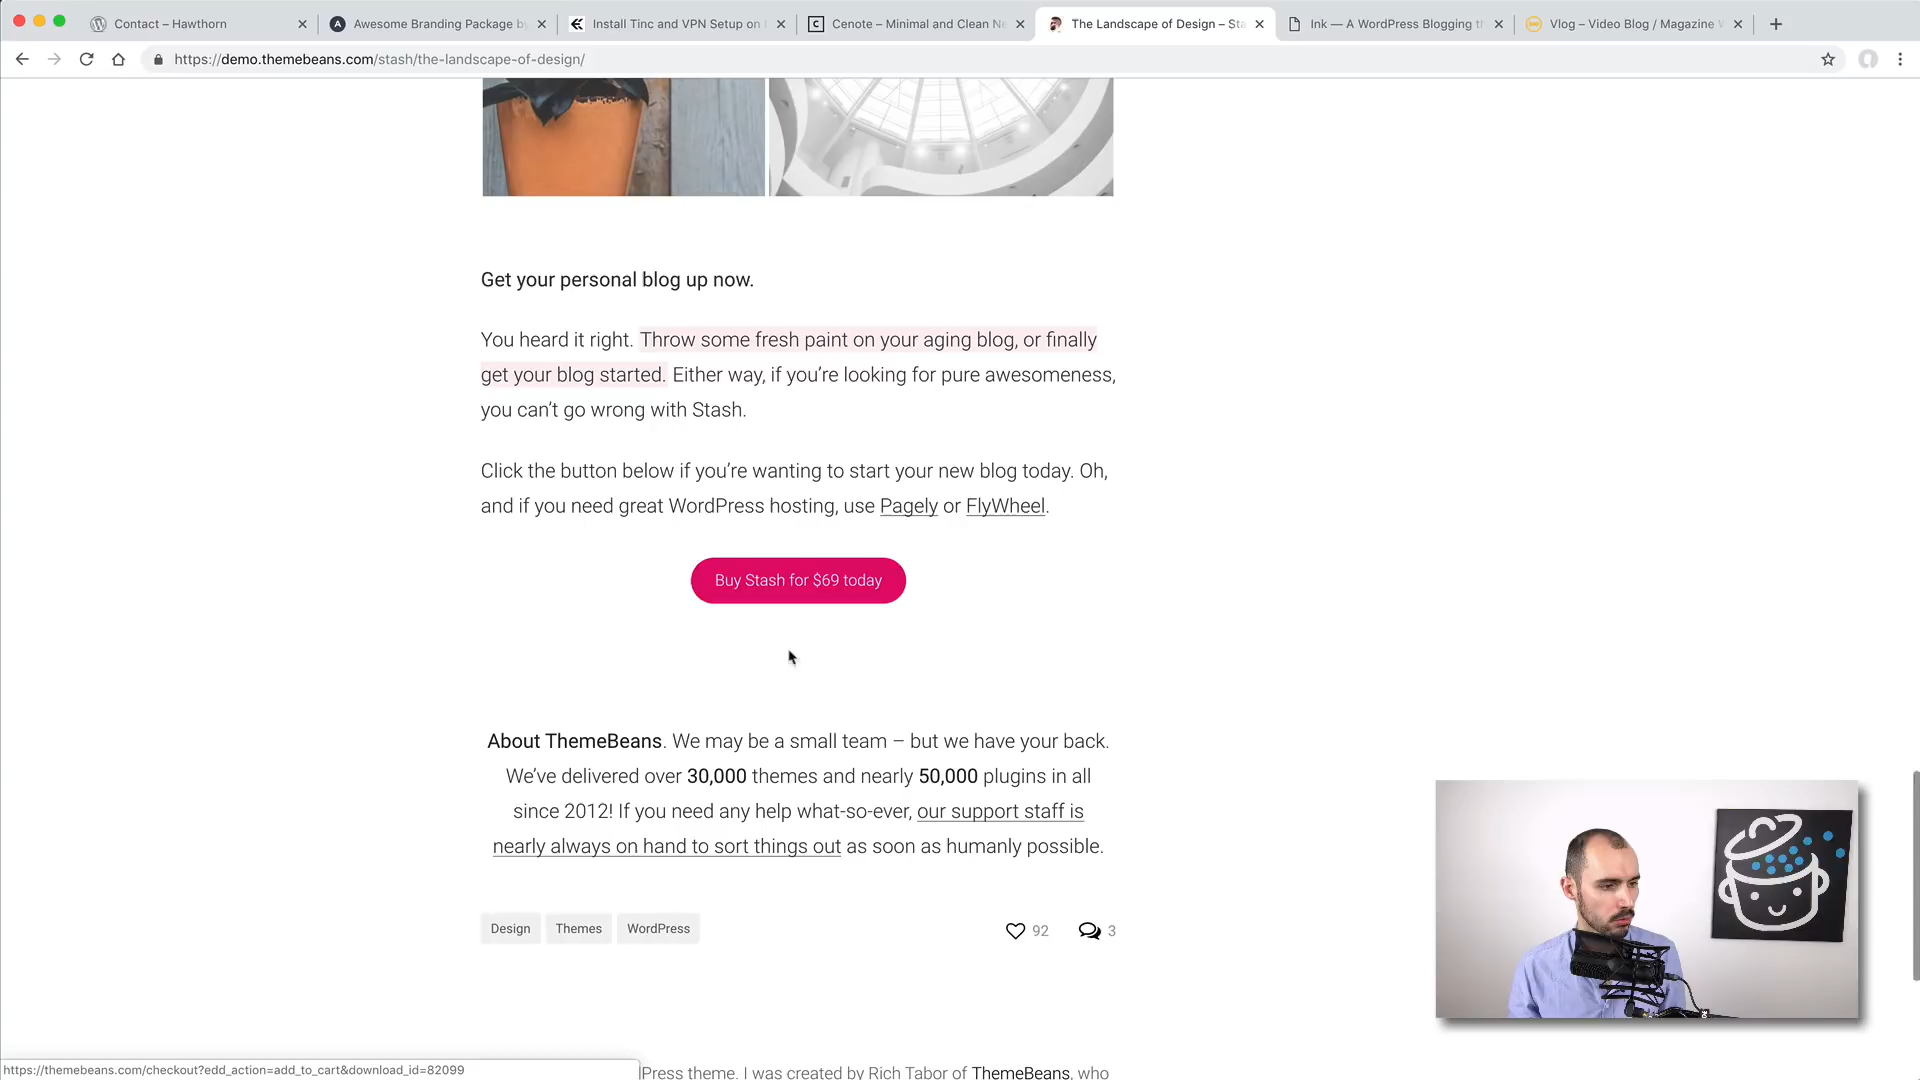 Contact – Hawthorn
Awesome Branding Package by
Install Tinc and VPN Setup on
Cenote – Minimal and Clean Ne
The Landscape of Design – Sta
Ink — A WordPress Blogging t
Vlog – Video Blog / Magazine
https://demo.themebeans.com/stash/the-landscape-of-design/
Get your personal blog up now.
You heard it right. Throw some fresh paint on your aging blog, or finally
get your blog started. Either way, if you’re looking for pure awesomeness,
you can’t go wrong with Stash.
Click the button below if you’re wanting to start your new blog today. Oh,
and if you need great WordPress hosting, use Pagely or FlyWheel.
Buy Stash for $69 today
About ThemeBeans. We may be a small team – but we have your back.
We’ve delivered over 30,000 themes and nearly 50,000 plugins in all
since 2012! If you need any help what-so-ever, our support staff is
nearly always on hand to sort things out as soon as humanly possible.
Design
Themes
WordPress
92
3
Press theme. I was created by Rich Tabor of ThemeBeans, who
https://themebeans.com/checkout?edd_action=add_to_cart&download_id=82099